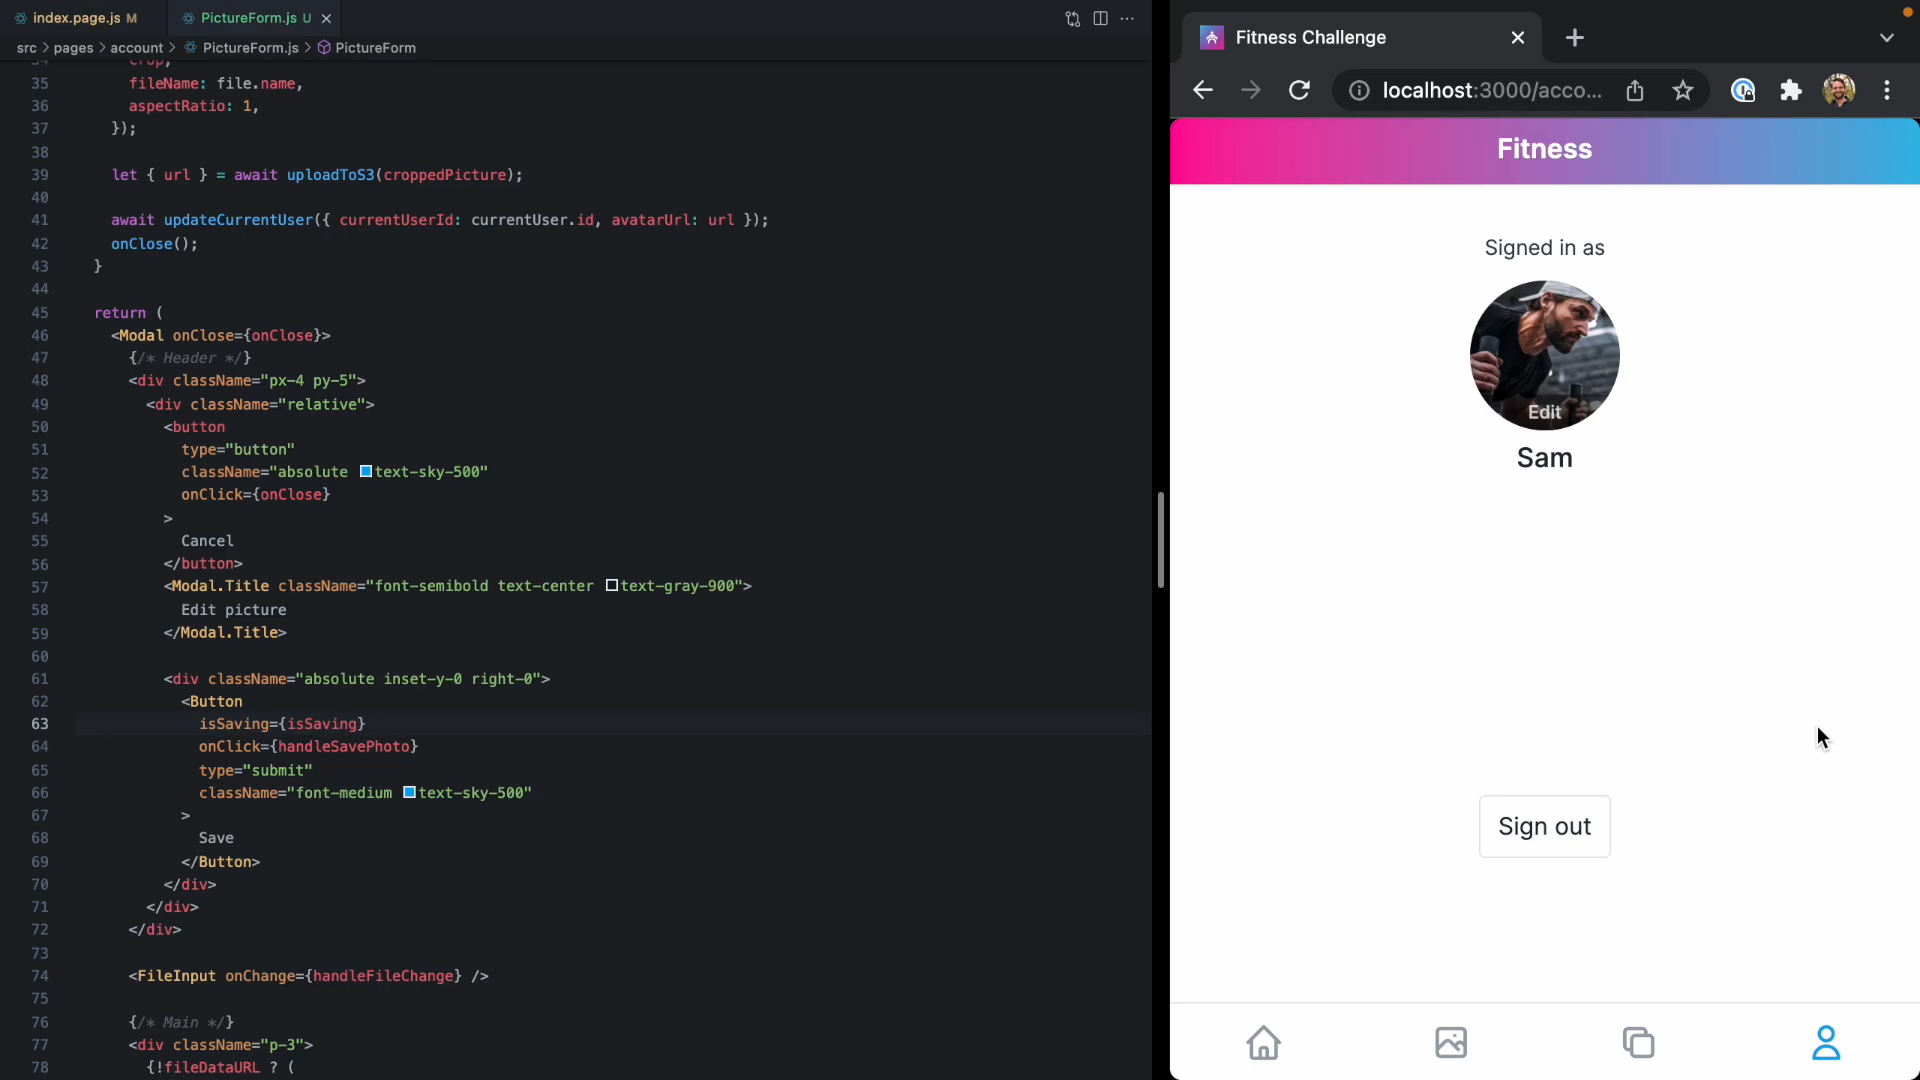 index.page.js M
PictureForm.js U
src > pages > account > PictureForm.js > PictureForm
34 crop,
35 fileName: file.name,
36 aspectRatio: 1,
37 });
38
39 let { url } = await uploadToS3(croppedPicture);
40
41 await updateCurrentUser({ currentUserId: currentUser.id, avatarUrl: url });
42 onClose();
43 }
44
45 return (
46 <Modal onClose={onClose}>
47 {/* Header */}
48 <div className="px-4 py-5">
49 <div className="relative">
50 <button
51 type="button"
52 className="absolute text-sky-500"
53 onClick={onClose}
54 >
55 Cancel
56 </button>
57 <Modal.Title className="font-semibold text-center text-gray-900">
58 Edit picture
59 </Modal.Title>
60
61 <div className="absolute inset-y-0 right-0">
62 <Button
63 isSaving={isSaving}
64 onClick={handleSavePhoto}
65 type="submit"
66 className="font-medium text-sky-500"
67 >
68 Save
69 </Button>
70 </div>
71 </div>
72 </div>
73
74 <FileInput onChange={handleFileChange} />
75
76 {/* Main */}
77 <div className="p-3">
78 {!fileDataURL ? (
Fitness Challenge
localhost:3000/acco...
Fitness
Signed in as
Edit
Sam
Sign out